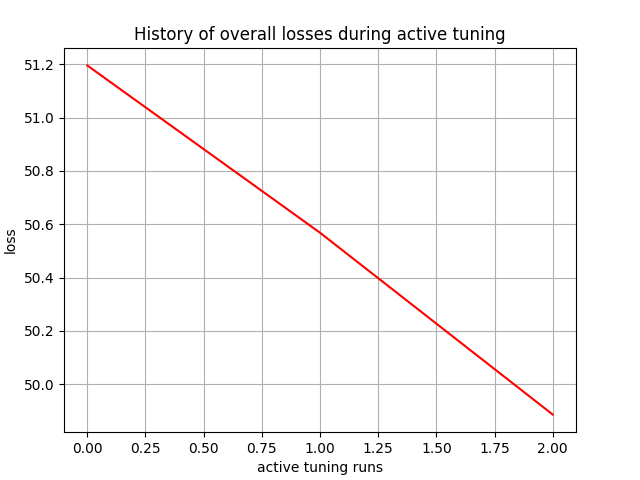 History of overall losses during active tuning
51.2
51.0
50.8
50.6
50.4
50.2
50.0
loss
0.00 0.25 0.50 0.75 1.00 1.25 1.50 1.75 2.00
active tuning runs